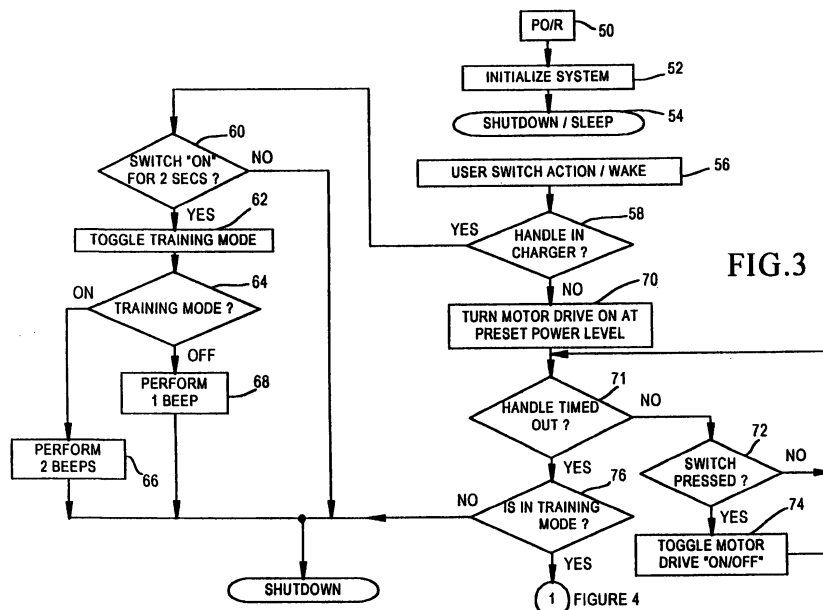 PO/R
50
INITIALIZE SYSTEM
52
SHUTDOWN / SLEEP
54
USER SWITCH ACTION / WAKE
56
HANDLE IN
CHARGER ?
58
YES
NO
SWITCH "ON"
FOR 2 SECS ?
60
NO
YES
TOGGLE TRAINING MODE
62
TRAINING MODE ?
64
ON
OFF
PERFORM
1 BEEP
68
PERFORM
2 BEEPS
66
FIG.3
TURN MOTOR DRIVE ON AT
PRESET POWER LEVEL
70
HANDLE TIMED
OUT ?
71
NO
YES
SWITCH
PRESSED ?
72
NO
YES
TOGGLE MOTOR
DRIVE "ON/OFF"
74
IS IN TRAINING
MODE ?
76
NO
YES
SHUTDOWN
1 FIGURE 4